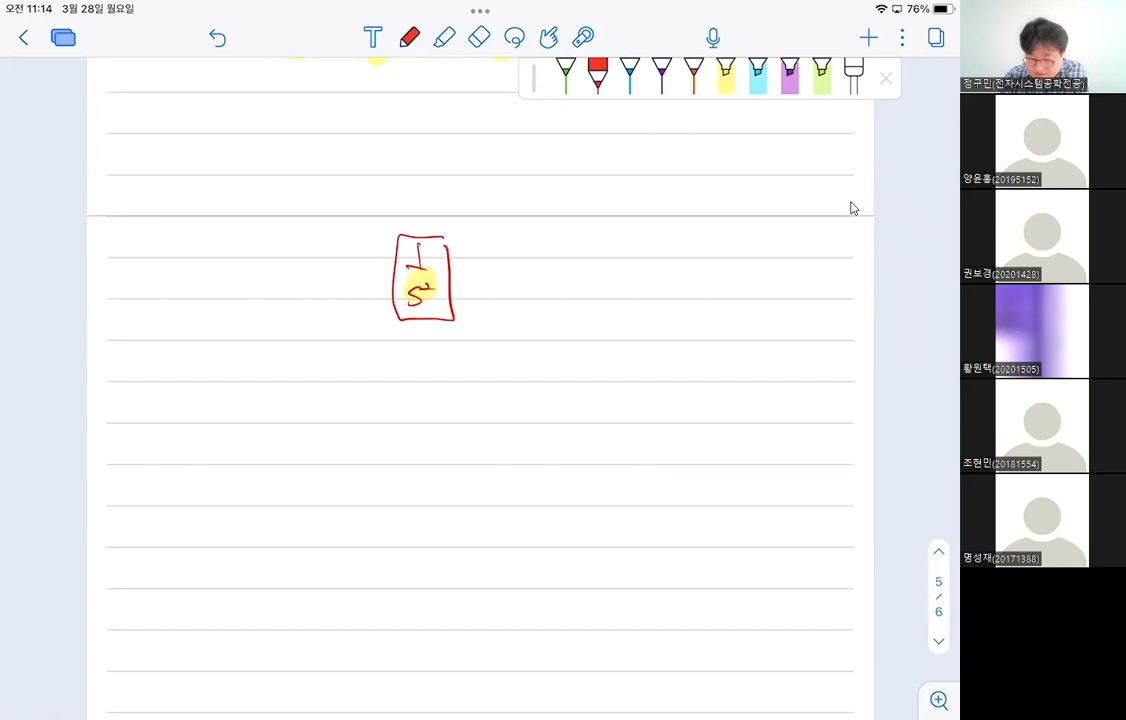 오전 11:14 3월 28일 월요일
76%
T
정구민(전자시스템공학전공)
양윤홍(20195152)
1
S²
권보경(20201428)
황원택(20201505)
조현민(20181554)
명성재(20171388)
5
/
6